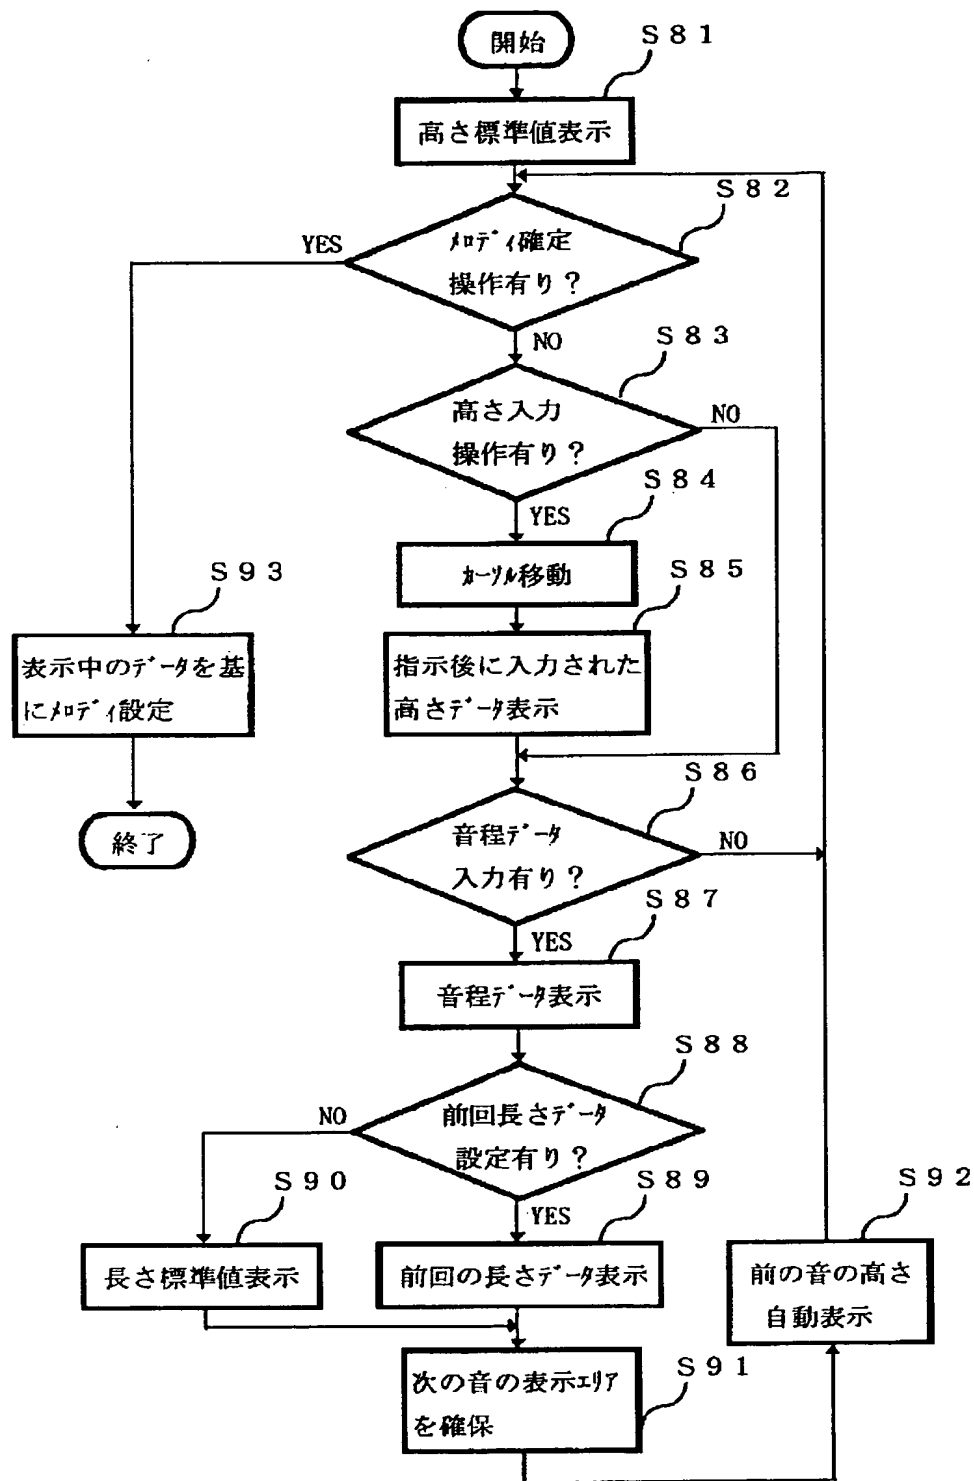 開始
S81
高さ標準値表示
S82
YES
ﾒﾛﾃﾞｨ確定
操作有り？
NO
S83
高さ入力
操作有り？
NO
S84
YES
ｶｰｿﾙ移動
S93
S85
表示中のﾃﾞｰﾀを基
にﾒﾛﾃﾞｨ設定
指示後に入力された
高さﾃﾞｰﾀ表示
S86
終了
音程ﾃﾞｰﾀ
入力有り？
NO
S87
YES
音程ﾃﾞｰﾀ表示
S88
NO
前回長さﾃﾞｰﾀ
設定有り？
S90
S89
S92
YES
長さ標準値表示
前回の長さﾃﾞｰﾀ表示
前の音の高さ
自動表示
S91
次の音の表示ｴﾘｱ
を確保